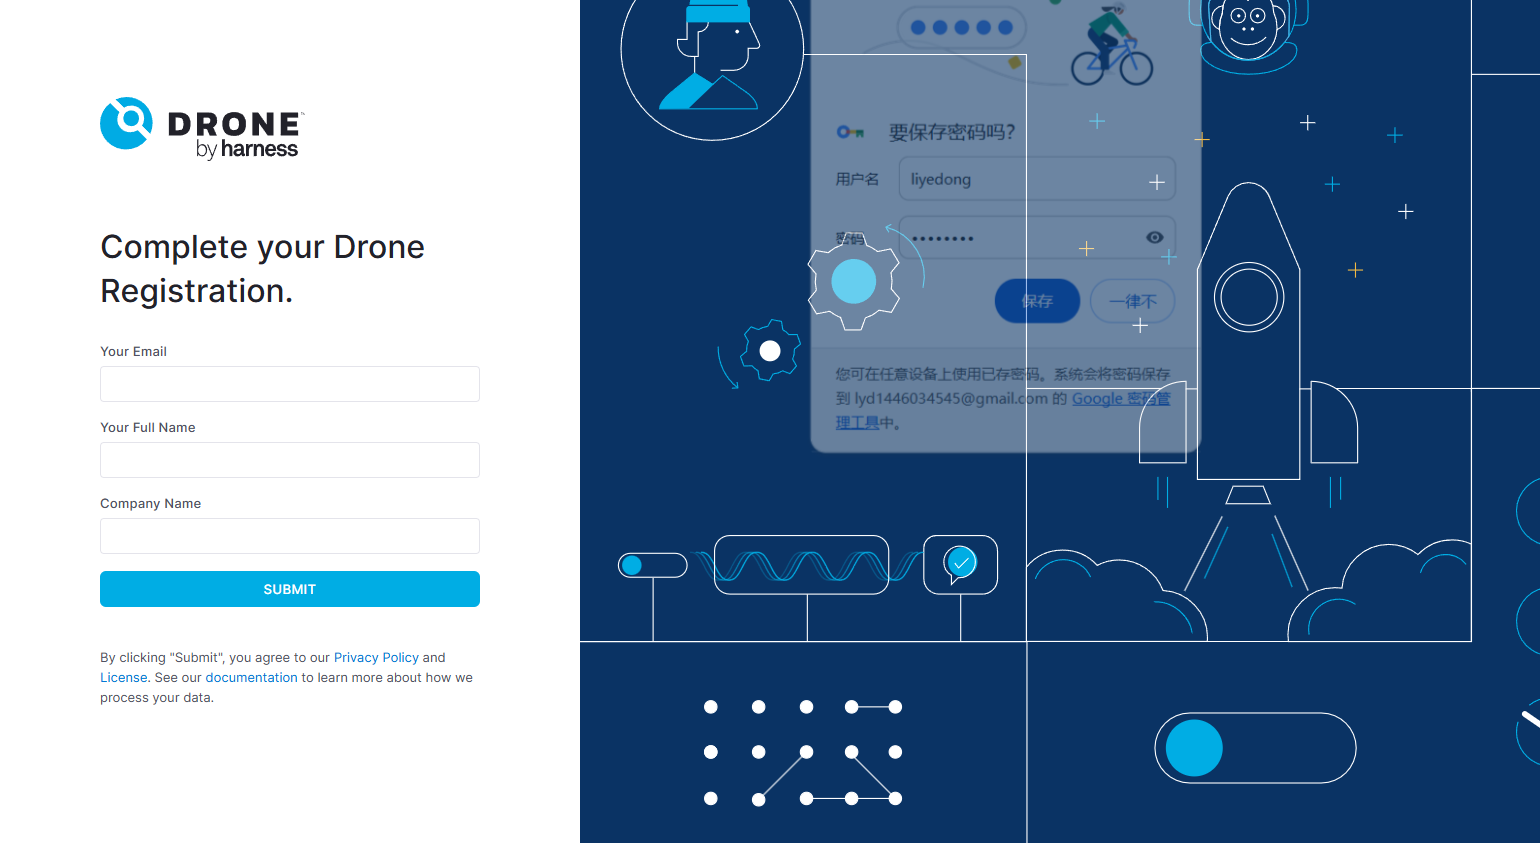 DRONE™
by harness
Complete your Drone
Registration.
Your Email
Your Full Name
Company Name
SUBMIT
By clicking "Submit", you agree to our Privacy Policy and
License. See our documentation to learn more about how we
process your data.
要保存密码吗?
用户名
liyedong
密码
••••••••
保存
一律不
您可在任意设备上使用已存密码。系统会将密码保存
到 lyd1446034545@gmail.com 的 Google 密码管
理工具中。